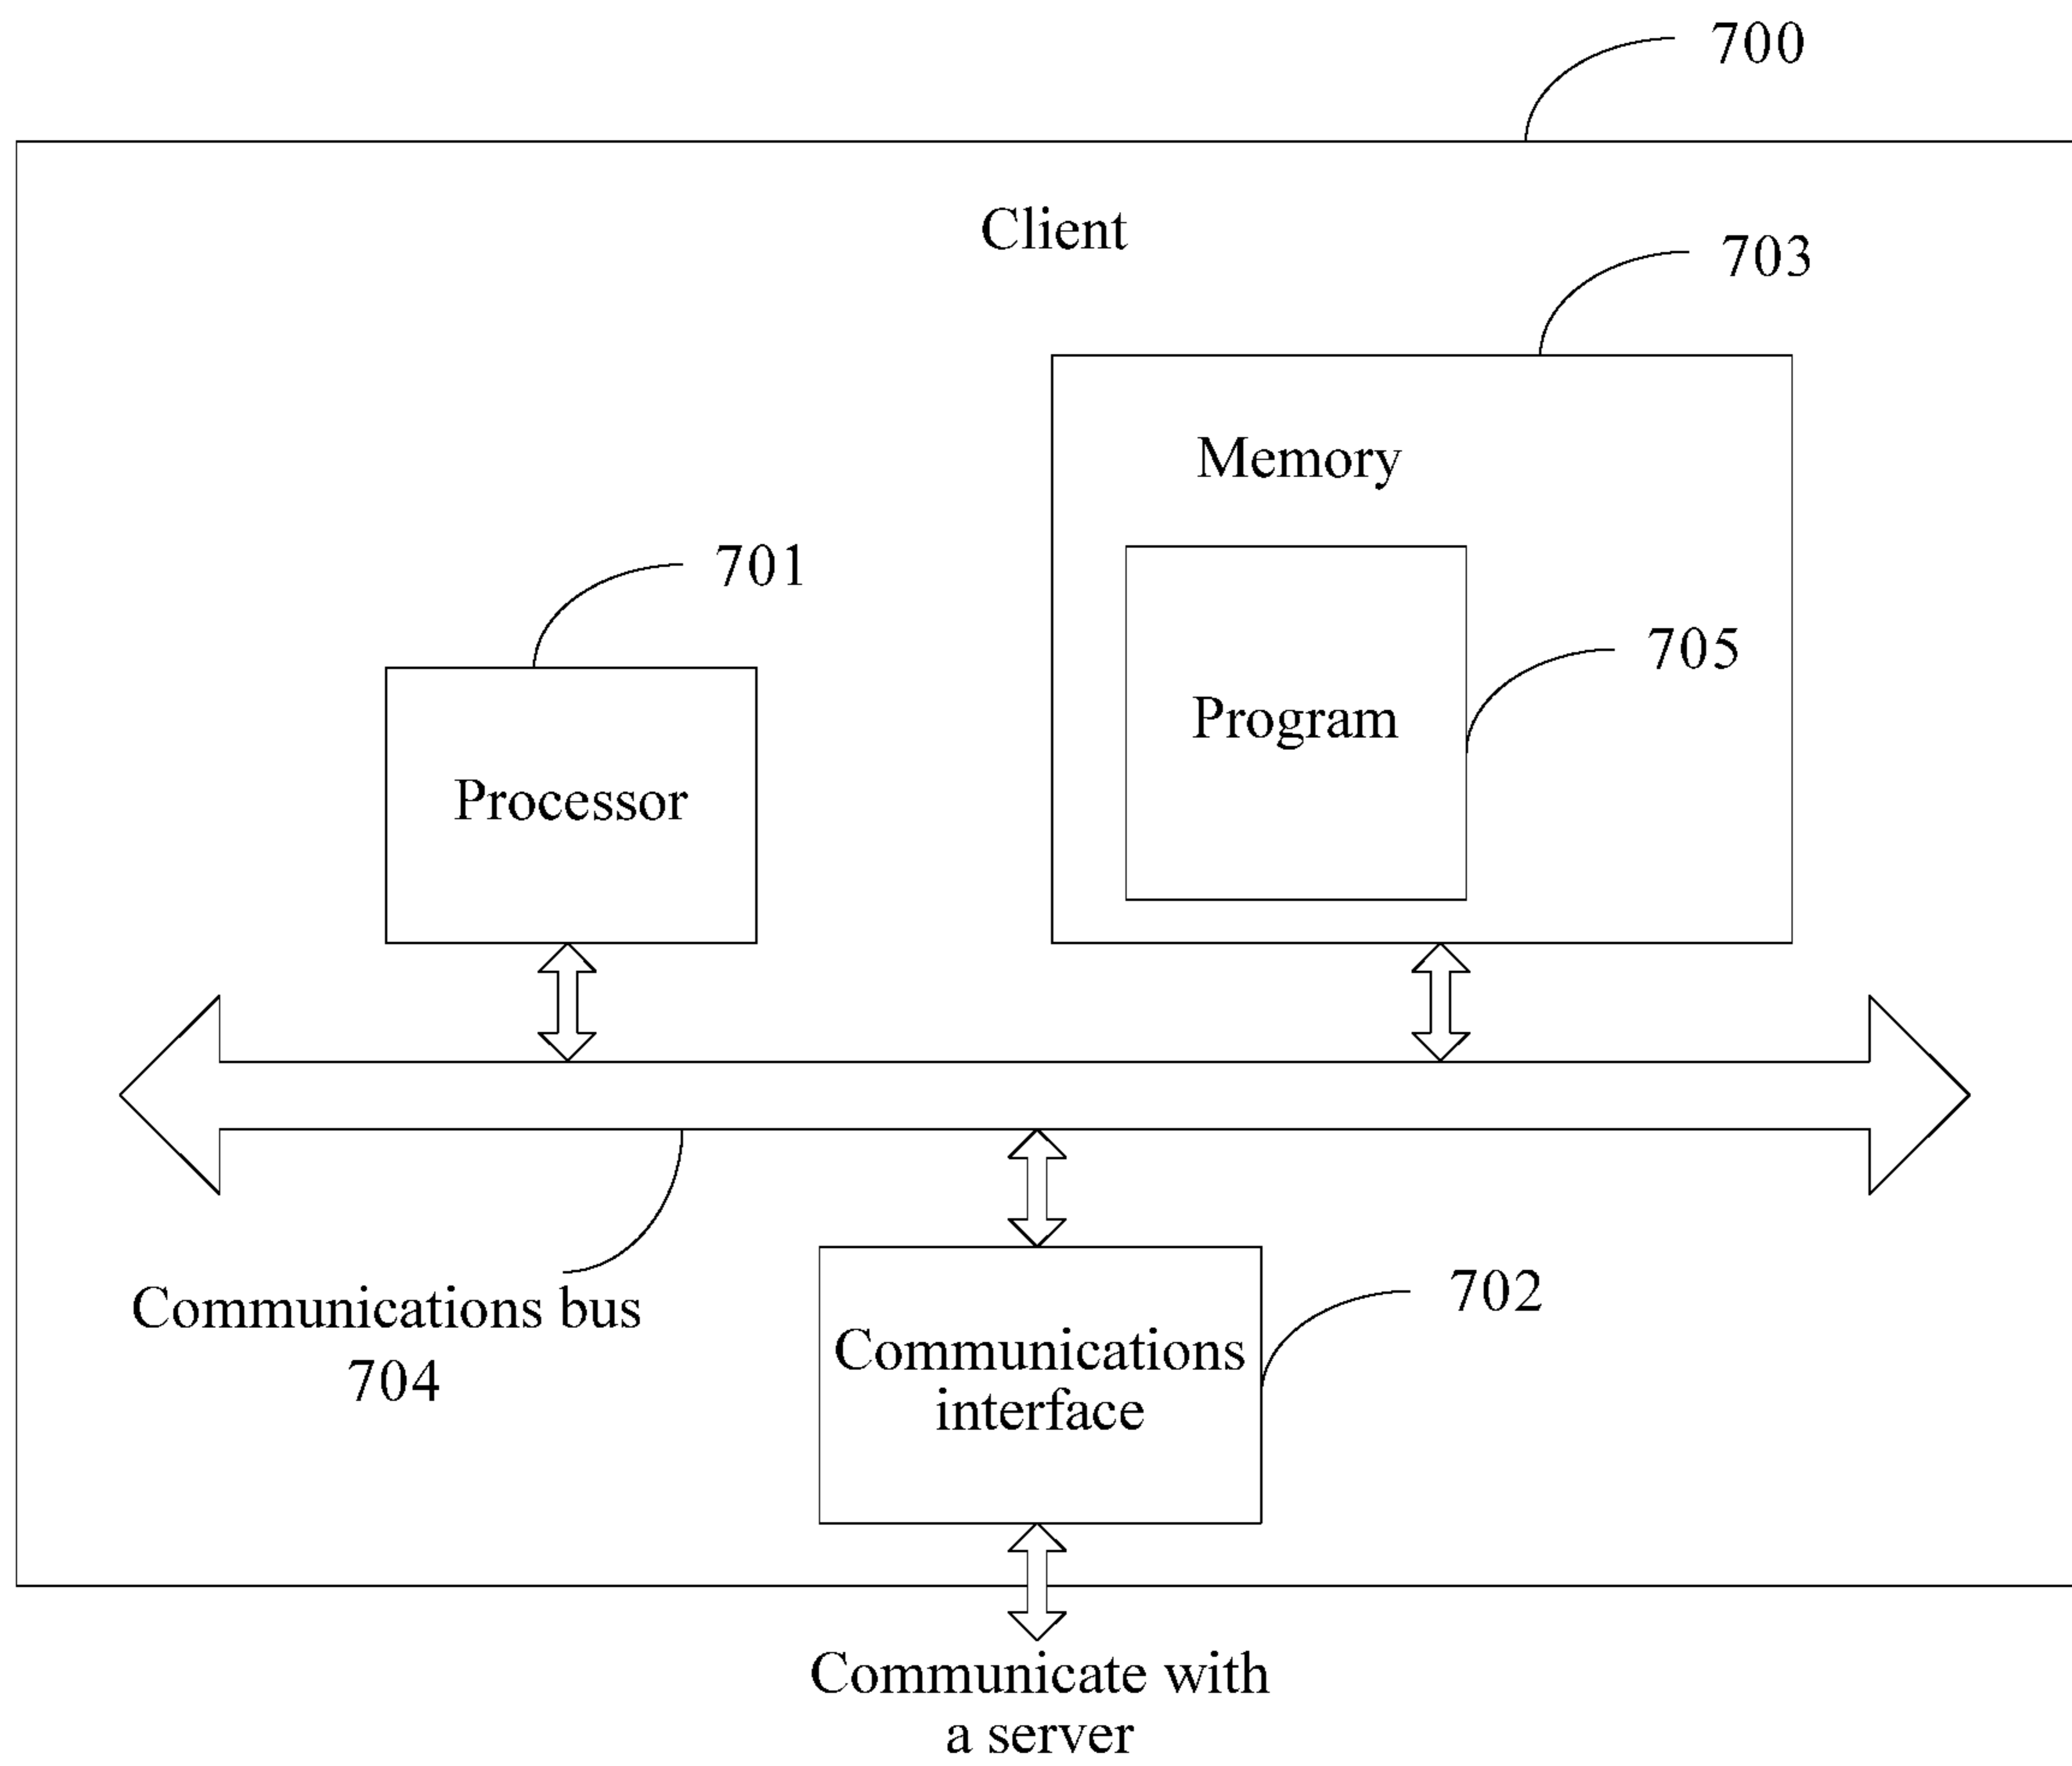 700
Client
703
Memory
701
705
Program
Processor
Communications bus
704
702
Communications
interface
Communicate with
a server